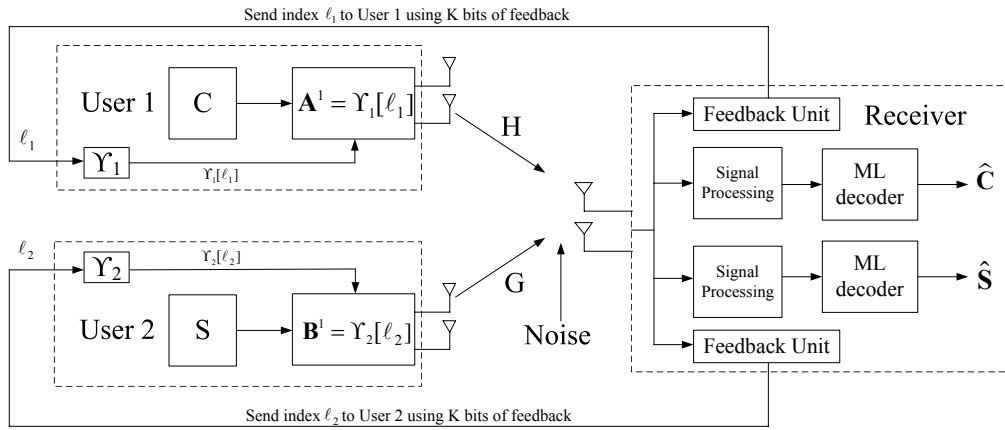 Send index ℓ₁ to User 1 using K bits of feedback
User 1
C
A¹ = ϒ₁[ℓ₁]
ℓ₁
ϒ₁
ϒ₁[ℓ₁]
H
Feedback Unit
Receiver
Signal
Processing
ML
decoder
Ĉ
ℓ₂
ϒ₂
ϒ₂[ℓ₂]
User 2
S
B¹ = ϒ₂[ℓ₂]
G
Noise
Signal
Processing
ML
decoder
Ŝ
Feedback Unit
Send index ℓ₂ to User 2 using K bits of feedback